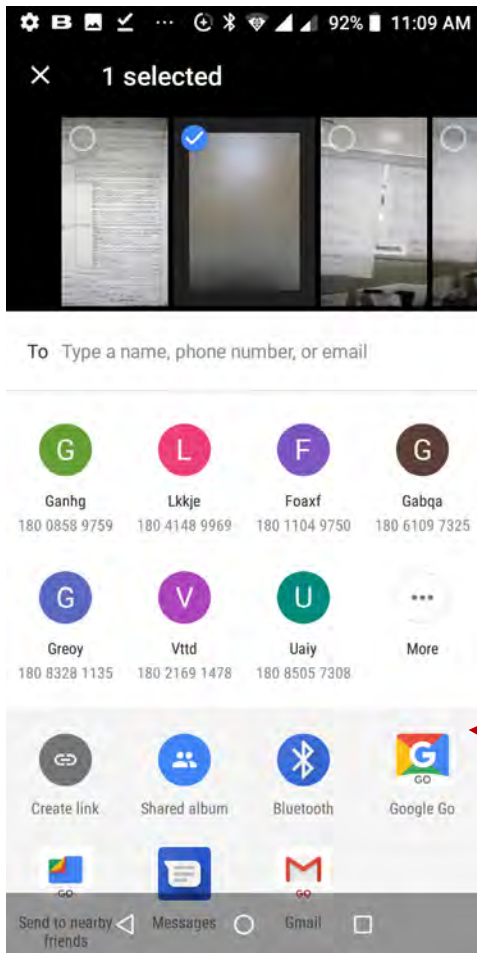 92% 11:09 AM
1 selected
To Type a name, phone number, or email
G L F G
Ganhg Lkkje Foaxf Gabqa
180 0858 9759 180 4148 9969 180 1104 9750 180 6109 7325
G V U
Greoy Vttd Uaiy More
180 8328 1135 180 2169 1478 180 8505 7308
G
GO
Create link Shared album Bluetooth Google Go
GO GO
Send to nearby friends Messages Gmail